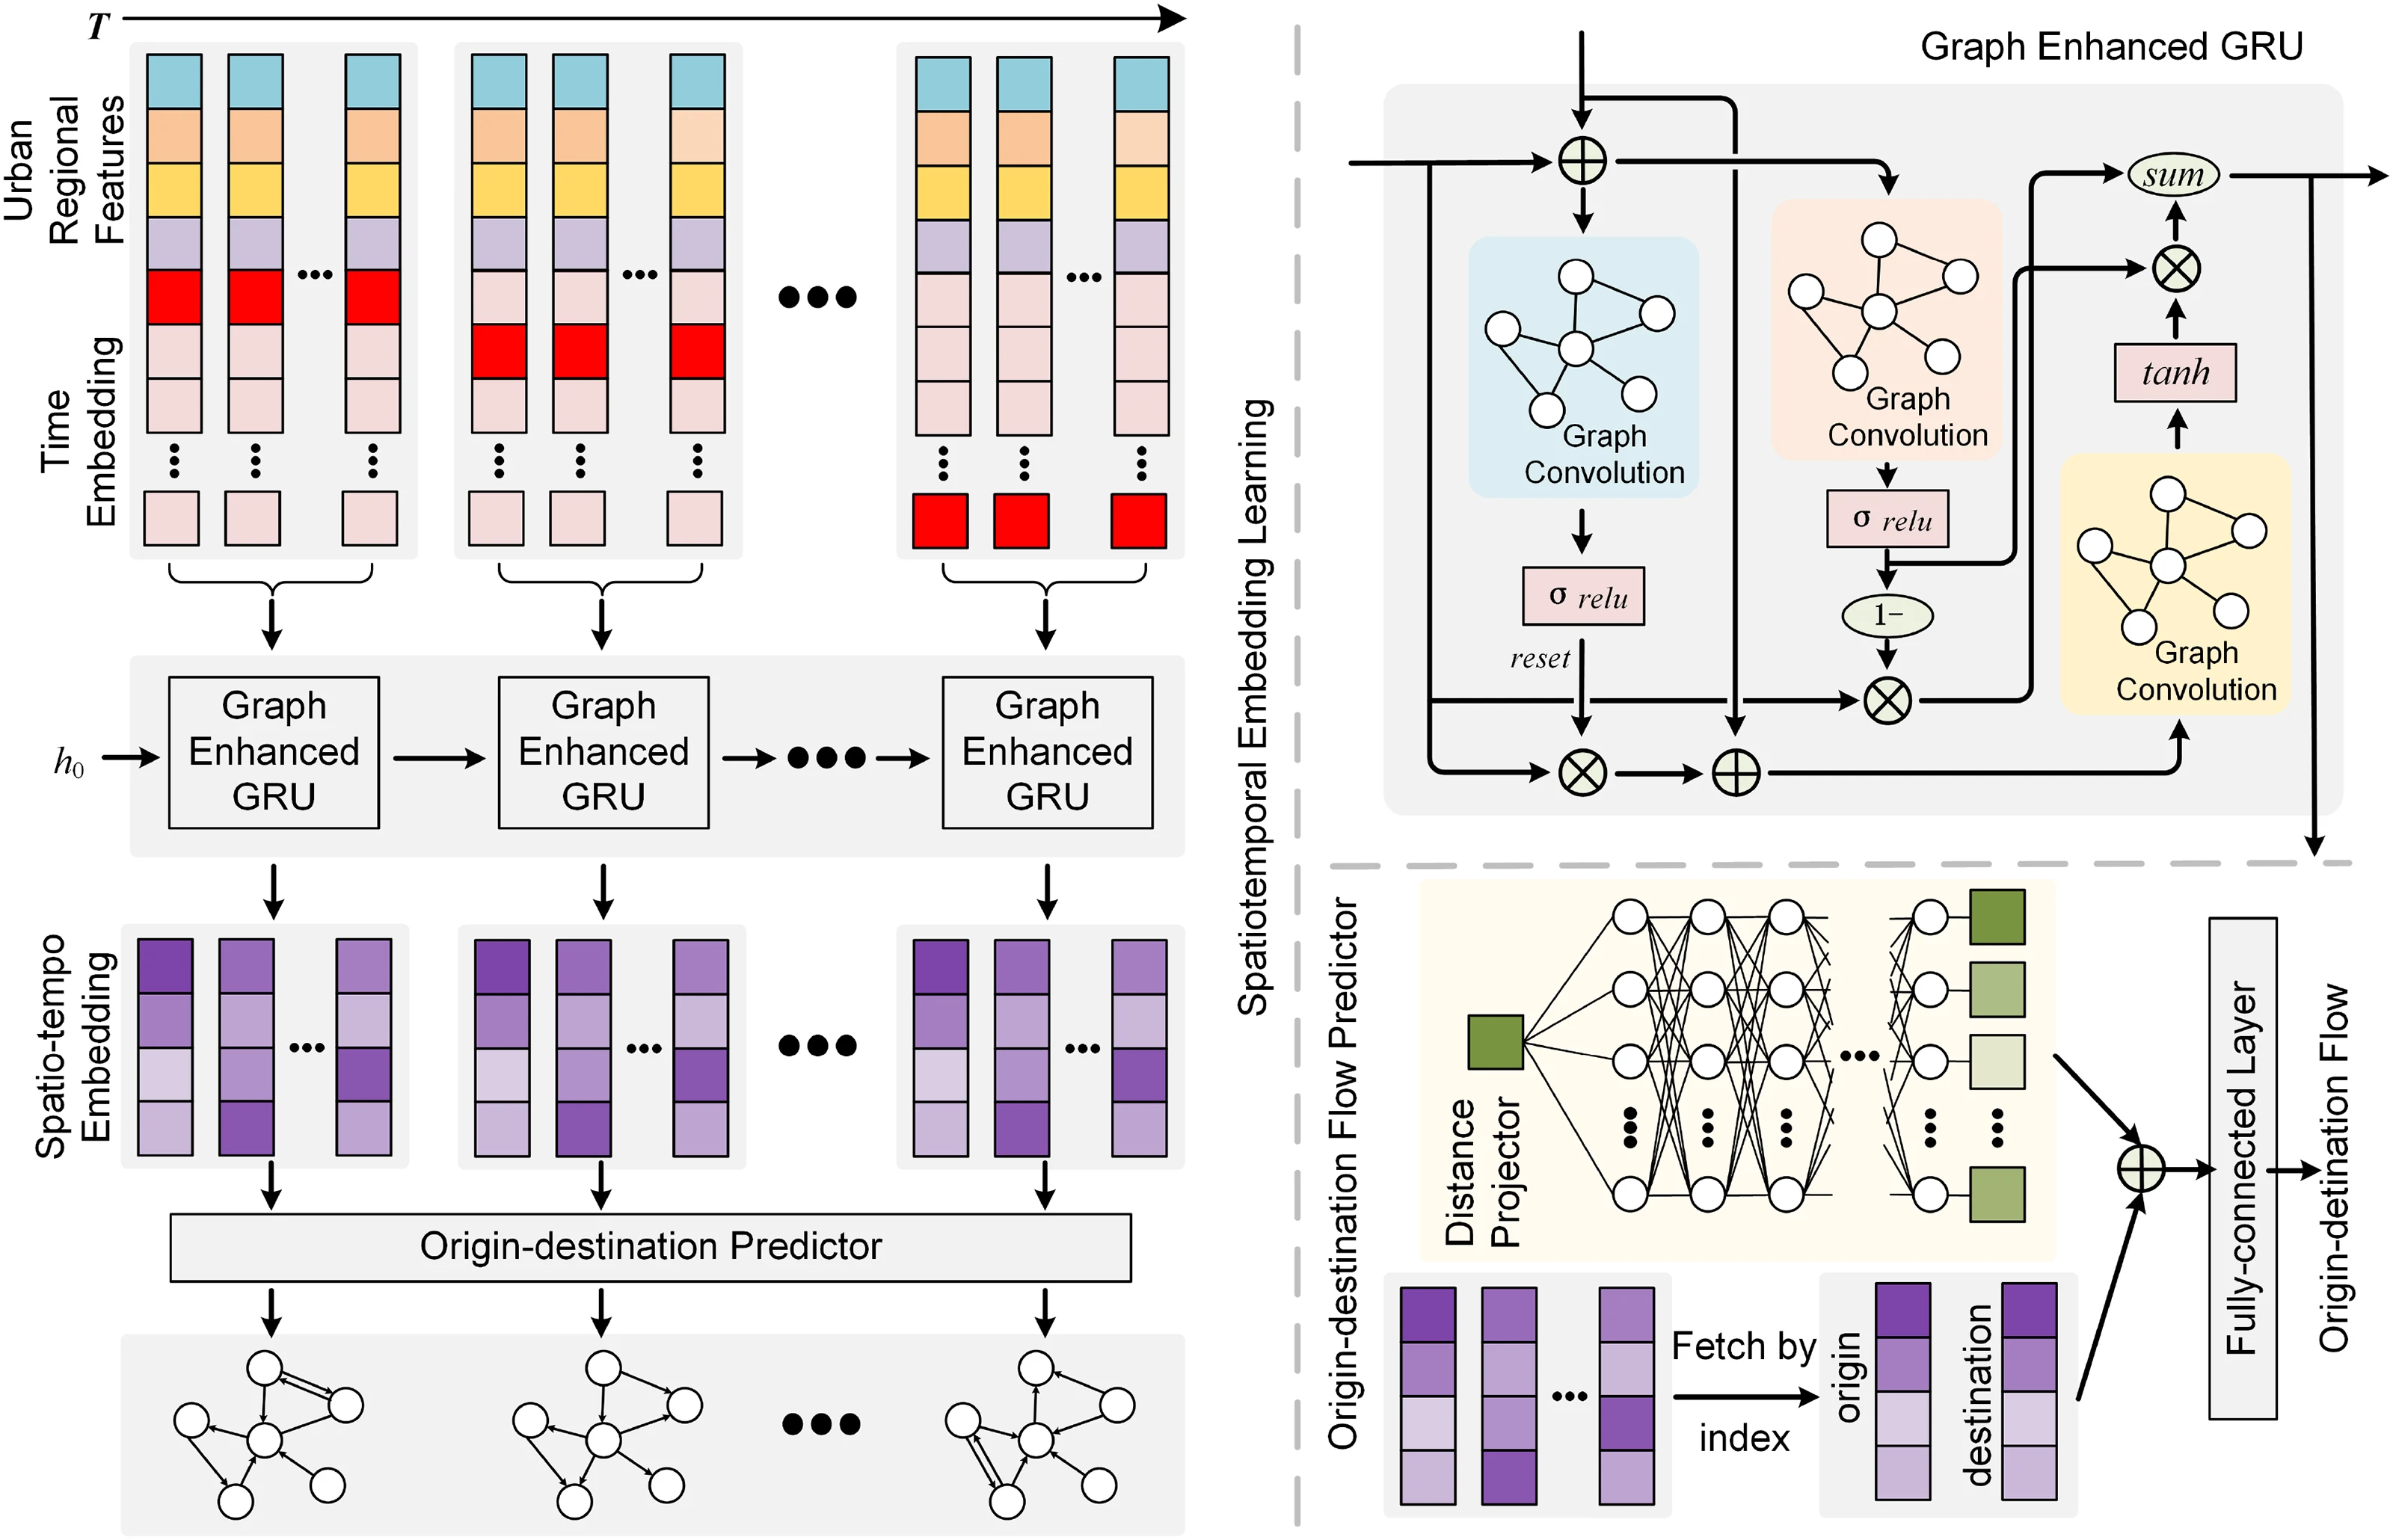 T
Urban
Regional
Features
Time
Embedding
h0
Graph
Enhanced
GRU
Graph
Enhanced
GRU
Graph
Enhanced
GRU
Spatio-tempo
Embedding
Origin-destination Predictor
Spatiotemporal Embedding Learning
Graph Enhanced GRU
Graph
Convolution
σ relu
reset
Graph
Convolution
σ relu
1−
sum
tanh
Graph
Convolution
Origin-destination Flow Predictor
Distance
Projector
Fetch by
index
origin
destination
Fully-connected Layer
Origin-detination Flow